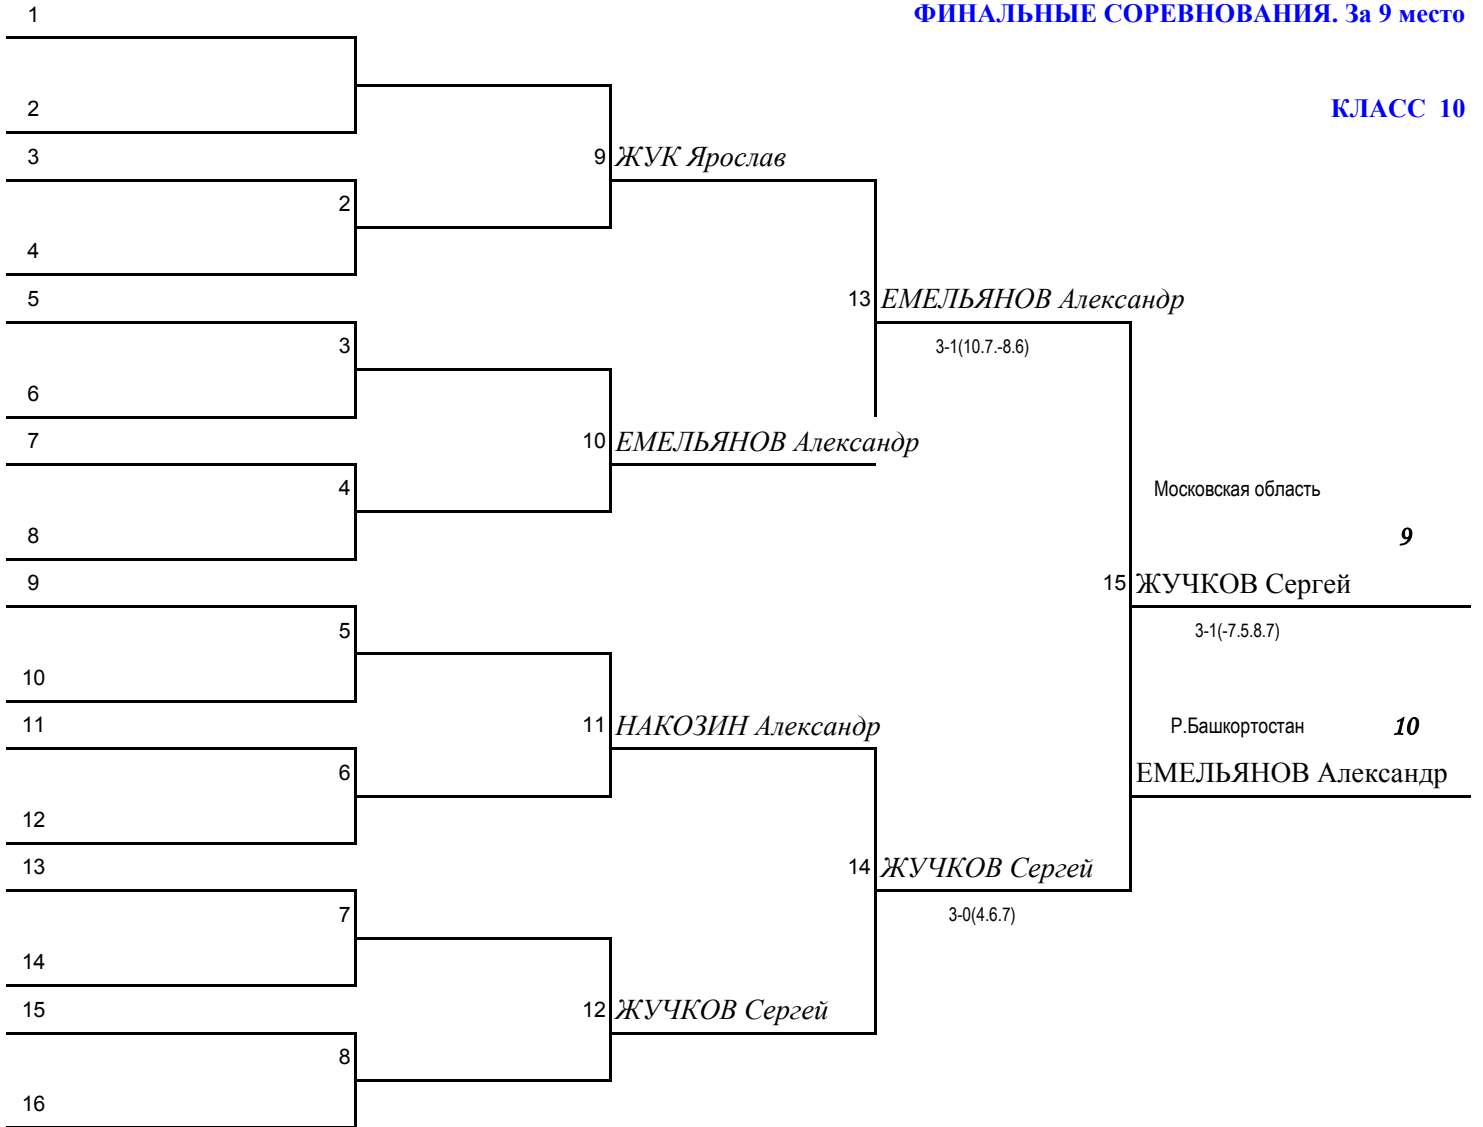 1
ФИНАЛЬНЫЕ СОРЕВНОВАНИЯ. За 9 место
2
КЛАСС 10
3
9 ЖУК Ярослав
2
4
5
13 ЕМЕЛЬЯНОВ Александр
3
3-1(10.7.-8.6)
6
7
10 ЕМЕЛЬЯНОВ Александр
4
Московская область
8
9
9
15 ЖУЧКОВ Сергей
5
3-1(-7.5.8.7)
10
11
11 НАКОЗИН Александр
Р.Башкортостан 10
6
ЕМЕЛЬЯНОВ Александр
12
13
14 ЖУЧКОВ Сергей
7
3-0(4.6.7)
14
15
12 ЖУЧКОВ Сергей
8
16